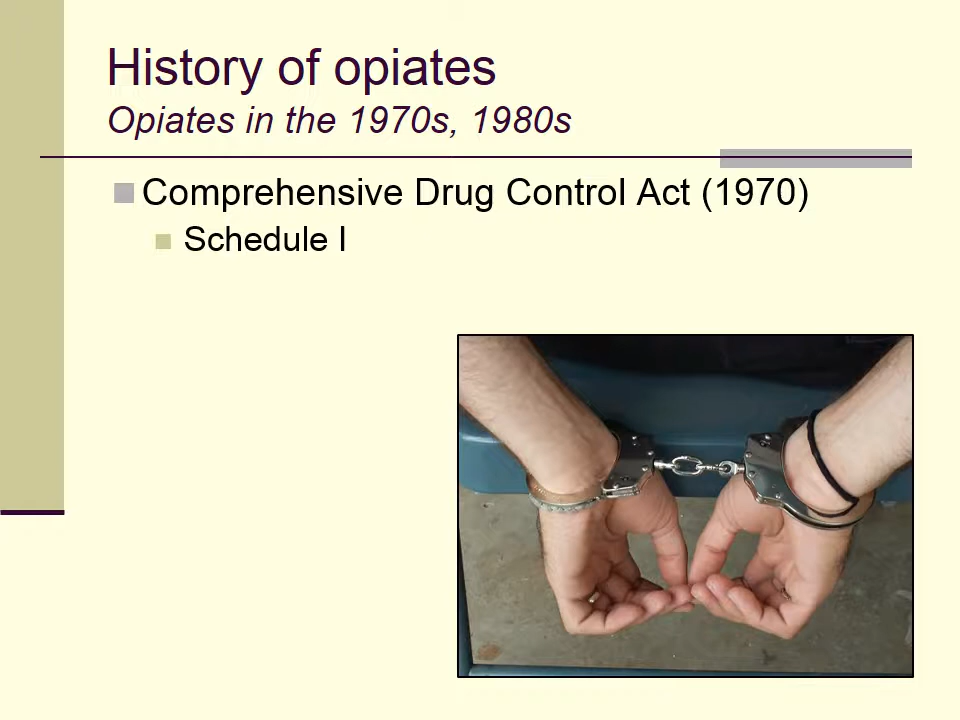 History of opiates
Opiates in the 1970s, 1980s
Comprehensive Drug Control Act (1970)
Schedule I